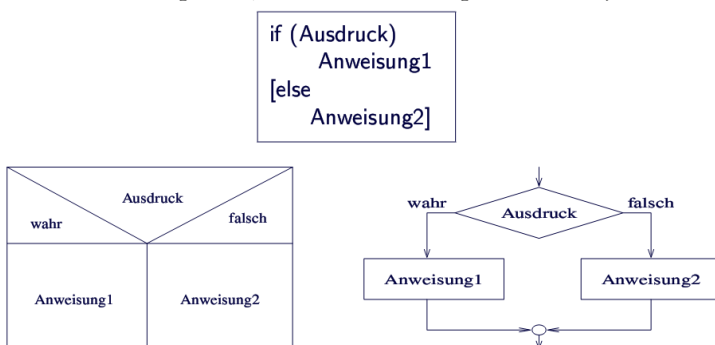 if (Ausdruck)
Anweisung1
[else
Anweisung2]
Ausdruck
wahr
falsch
Anweisung1
Anweisung2
wahr
falsch
Ausdruck
Anweisung1
Anweisung2